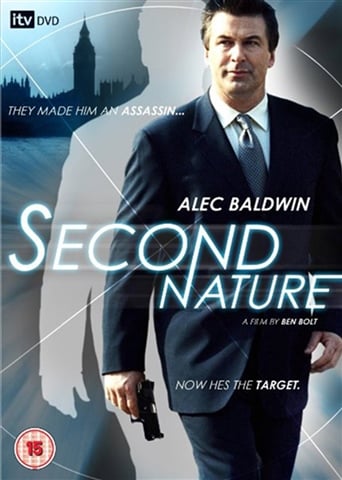 itv DVD
THEY MADE HIM AN ASSASSIN...
ALEC BALDWIN
SECOND
NATURE
A FILM BY BEN BOLT
NOW HES THE TARGET.
15